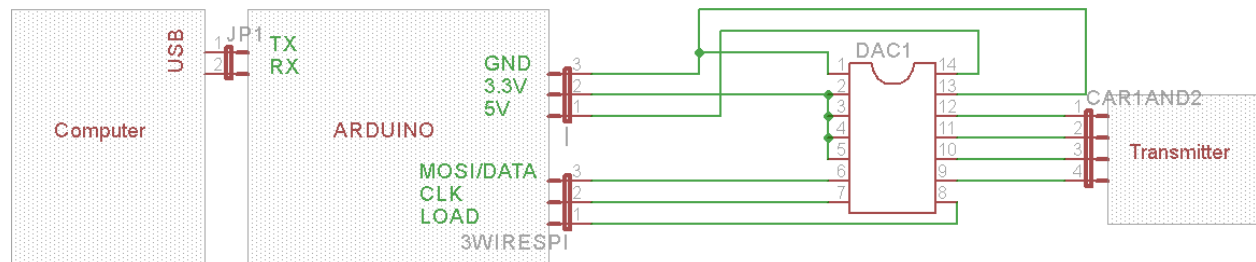 USB
1
2
JP1
Computer
TX
RX
ARDUINO
GND
3.3V
5V
3
2
1
I
MOSI/DATA
CLK
LOAD
3
2
1
3WIRESPI
DAC1
1
2
3
4
5
6
7
14
13
12
11
10
9
8
CAR1AND2
1
2
3
4
Transmitter